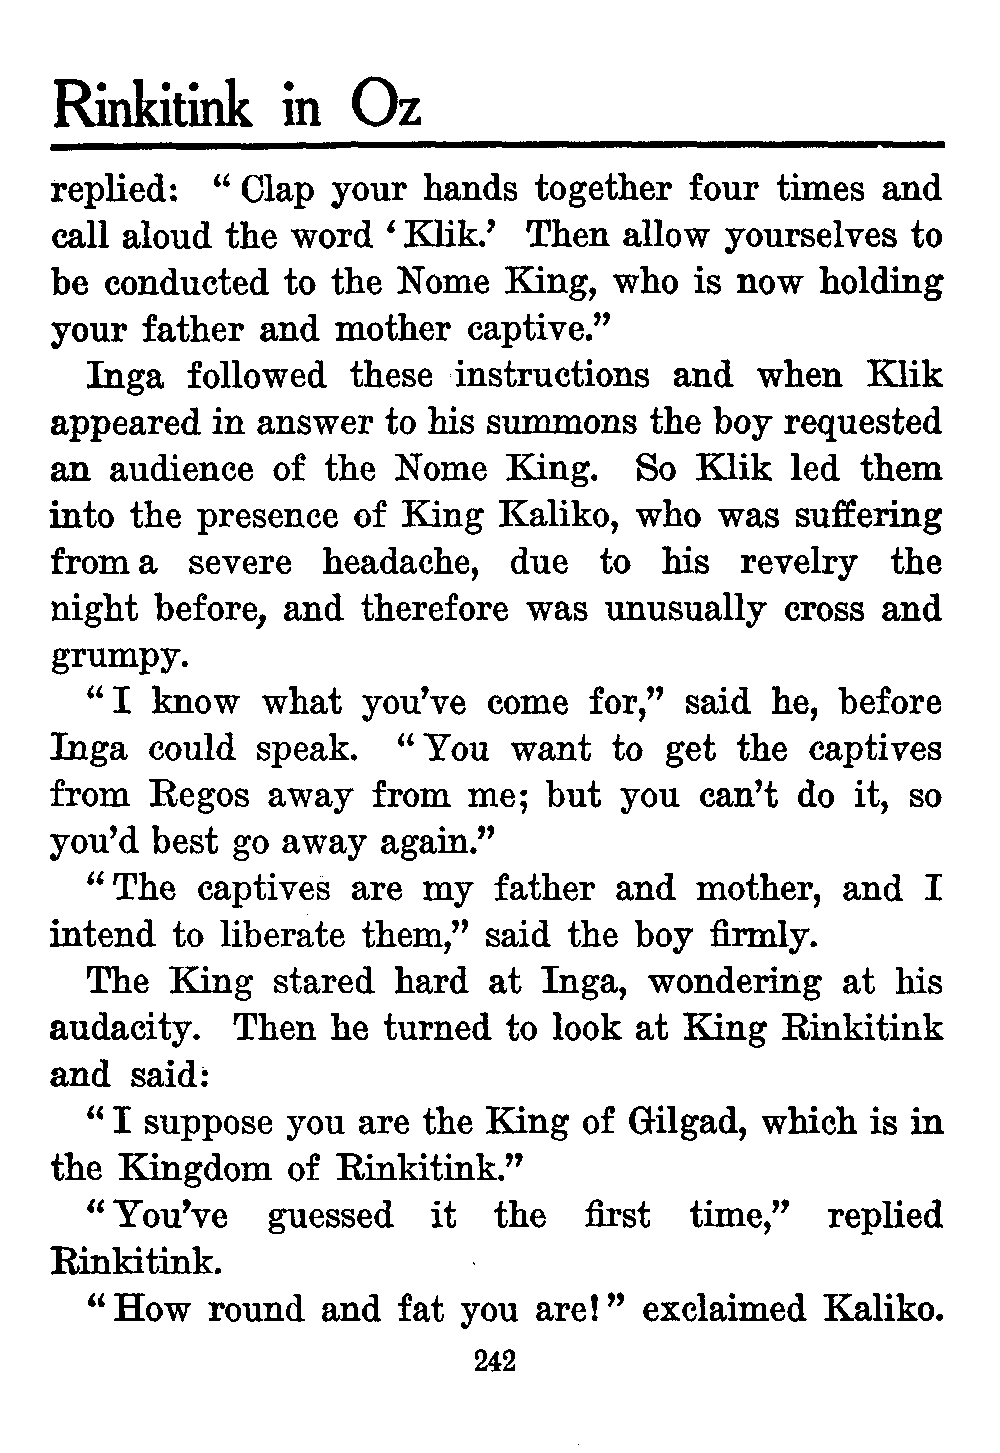 Rinkitink in Oz
replied: “ Clap your hands together four times and
call aloud the word ‘ Klik.’ Then allow yourselves to
be conducted to the Nome King, who is now holding
your father and mother captive.”
Inga followed these instructions and when Klik
appeared in answer to his summons the boy requested
an audience of the Nome King. So Klik led them
into the presence of King Kaliko, who was suffering
from a severe headache, due to his revelry the
night before, and therefore was unusually cross and
grumpy.
“ I know what you’ve come for,” said he, before
Inga could speak. “ You want to get the captives
from Regos away from me; but you can’t do it, so
you’d best go away again.”
“ The captives are my father and mother, and I
intend to liberate them,” said the boy firmly.
The King stared hard at Inga, wondering at his
audacity. Then he turned to look at King Rinkitink
and said:
“ I suppose you are the King of Gilgad, which is in
the Kingdom of Rinkitink.”
“ You’ve guessed it the first time,” replied
Rinkitink.
“ How round and fat you are! ” exclaimed Kaliko.
242